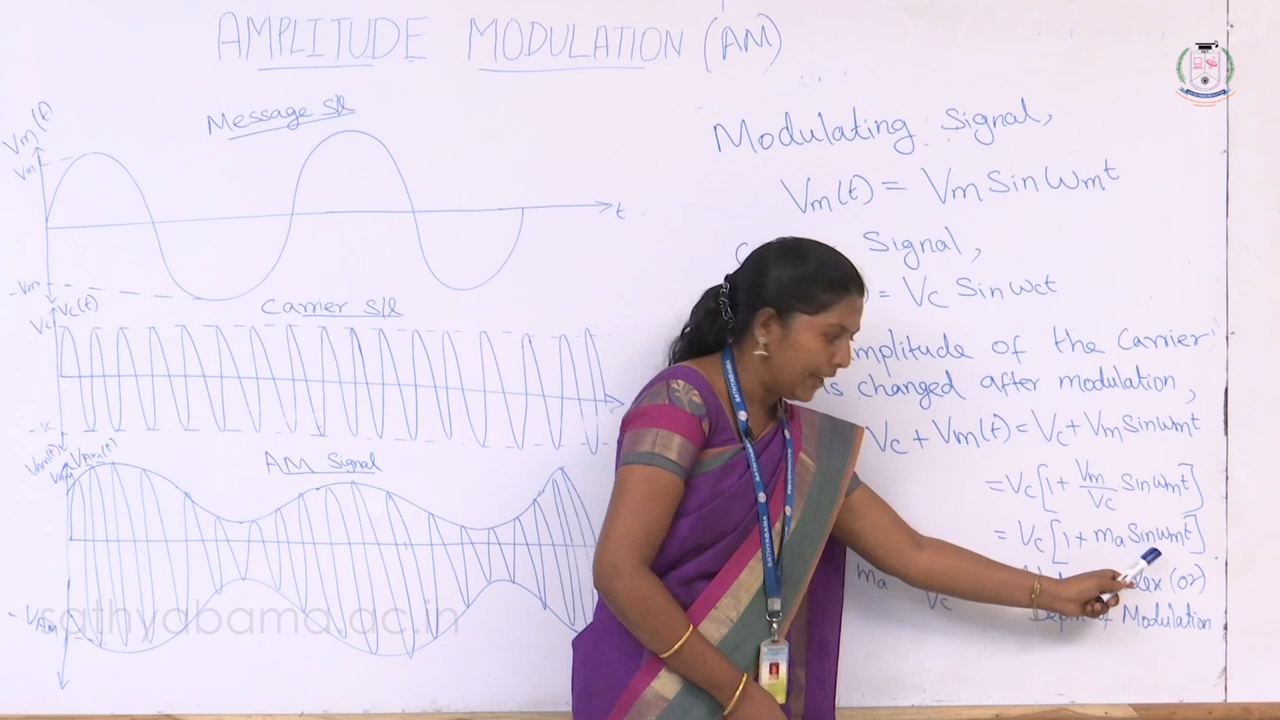 AMPLITUDE MODULATION (AM)
Message s/l
Vm(t)
Vm
-Vm
t
Carrier s/l
Vc(t)
Vc
-Vc
AM Signal
VAM(t)
VAM
-VAM
Modulating Signal,
Vm(t) = Vm Sin ωmt
Signal,
= Vc Sin ωct
mplitude of the Carrier
is changed after modulation,
Vc + Vm(t) = Vc + Vm Sin ωmt
= Vc [1 + Vm/Vc Sin ωmt]
= Vc [1 + ma Sin ωmt]
ma Vc (or)
Depth of Modulation
SATHYABAMA
sathyabama.ac.in